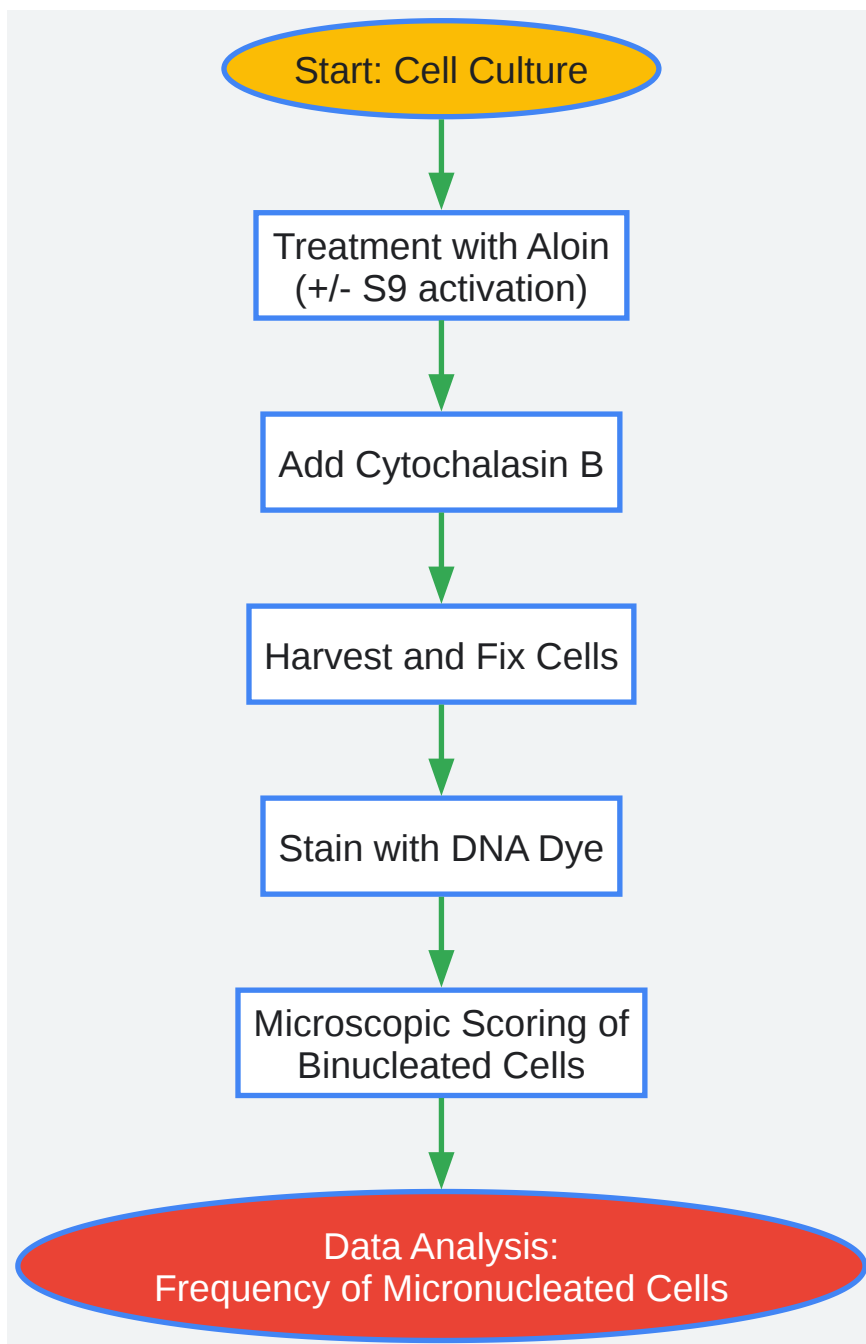 Start: Cell Culture
Treatment with Aloin
(+/- S9 activation)
Add Cytochalasin B
Harvest and Fix Cells
Stain with DNA Dye
Microscopic Scoring of
Binucleated Cells
Data Analysis:
Frequency of Micronucleated Cells